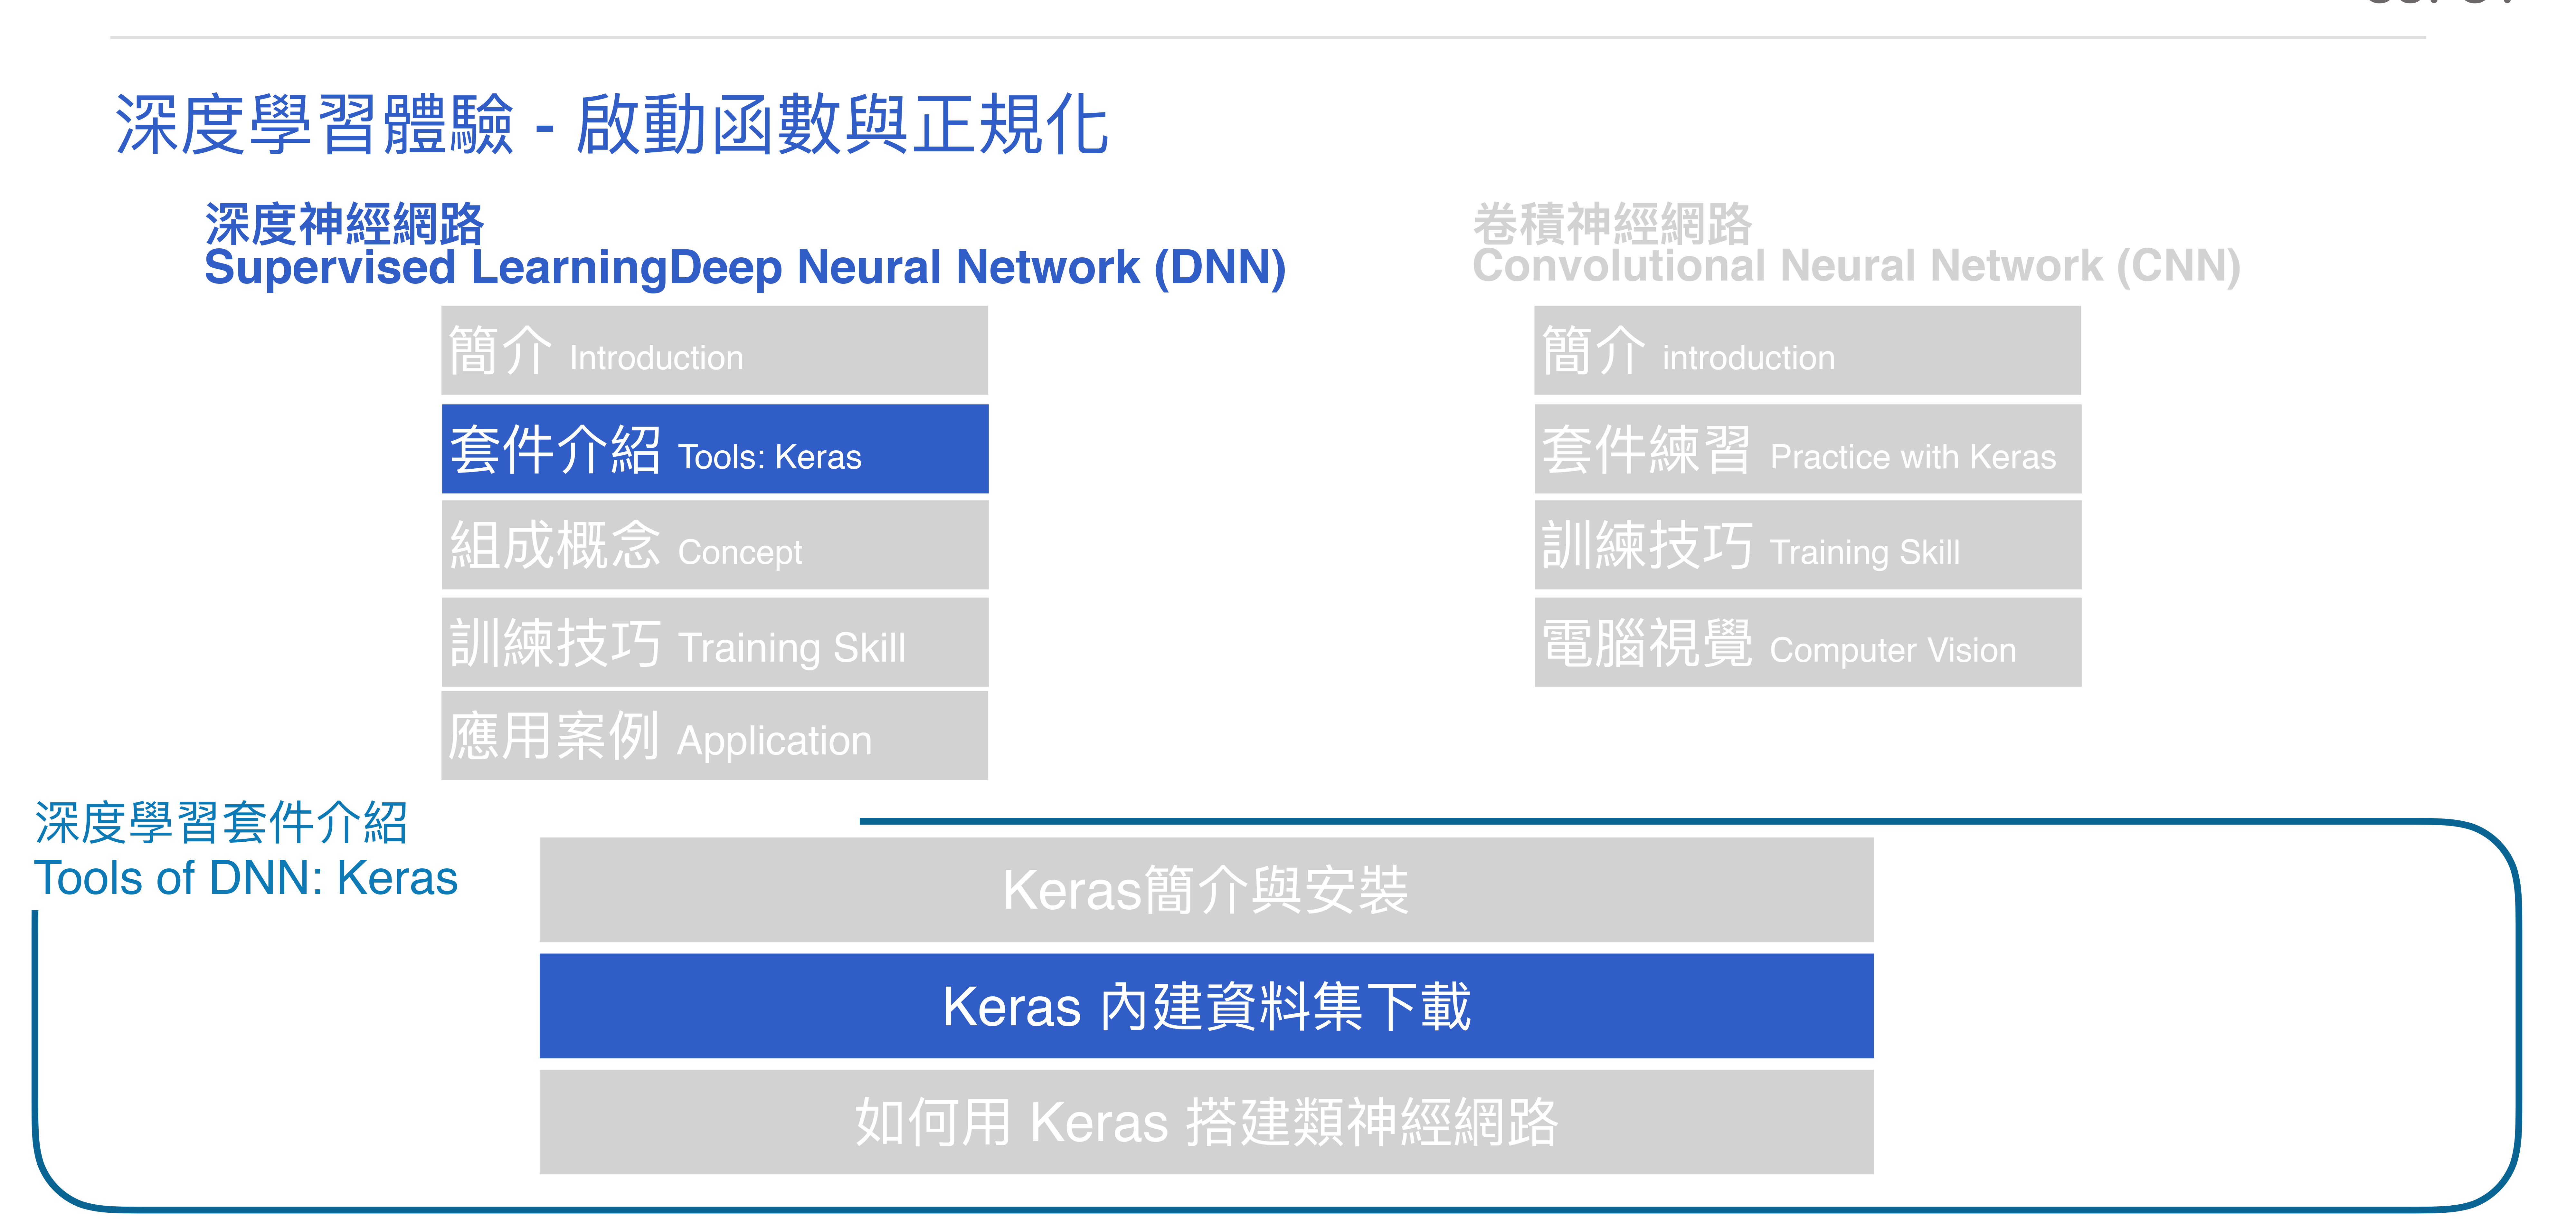 深度學習體驗 - 啟動函數與正規化
深度神經網路
Supervised LearningDeep Neural Network (DNN)
簡介 Introduction
套件介紹 Tools: Keras
組成概念 Concept
訓練技巧 Training Skill
應用案例 Application
卷積神經網路
Convolutional Neural Network (CNN)
簡介 introduction
套件練習 Practice with Keras
訓練技巧 Training Skill
電腦視覺 Computer Vision
深度學習套件介紹
Tools of DNN: Keras
Keras簡介與安裝
Keras 內建資料集下載
如何用 Keras 搭建類神經網路